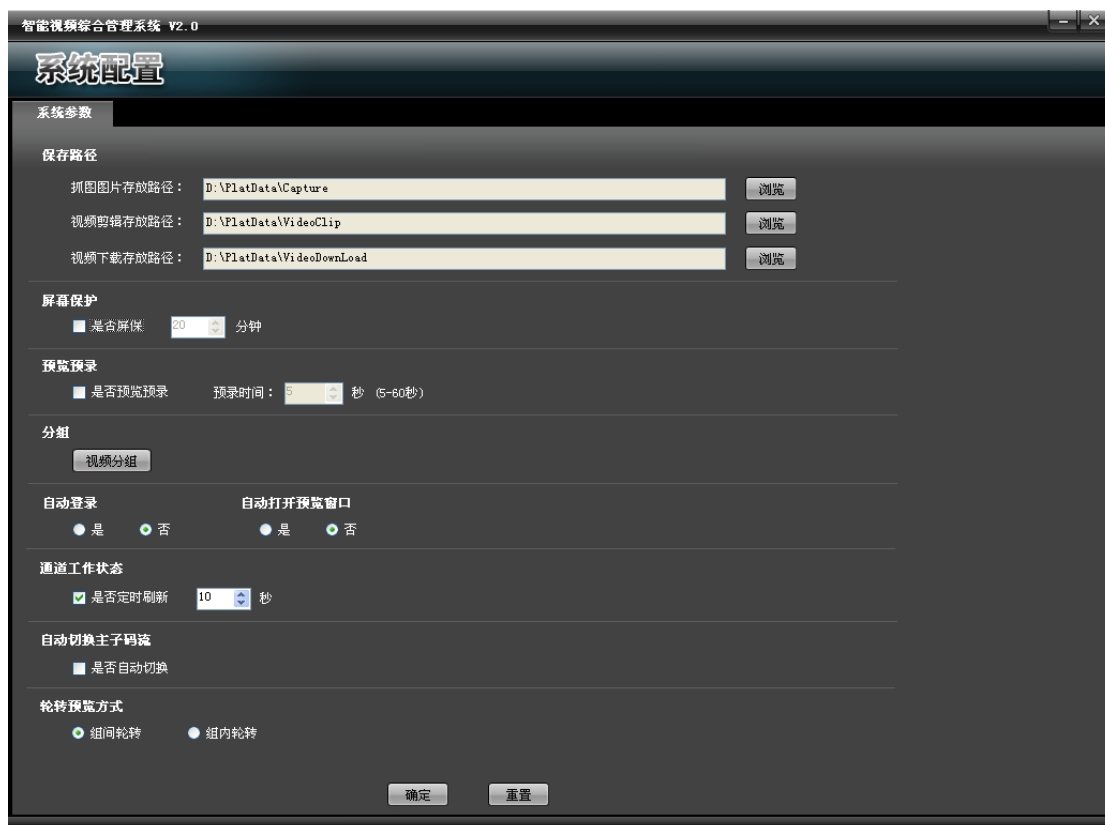 智能视频综合管理系统 V2.0
系统配置
系统参数
保存路径
抓图图片存放路径： D:\PlatData\Capture 浏览
视频剪辑存放路径： D:\PlatData\VideoClip 浏览
视频下载存放路径： D:\PlatData\VideoDownLoad 浏览
屏幕保护
是否屏保 20 分钟
预览预录
是否预览预录 预录时间： 5 秒 (5-60秒)
分组
视频分组
自动登录 自动打开预览窗口
是 否 是 否
通道工作状态
是否定时刷新 10 秒
自动切换主子码流
是否自动切换
轮转预览方式
组间轮转 组内轮转
确定 重置